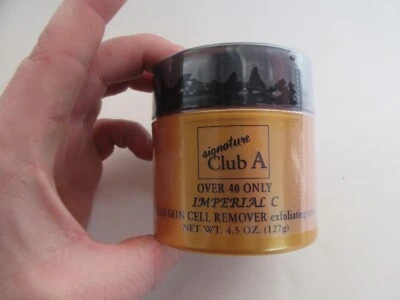 signature
Club A
OVER 40 ONLY
IMPERIAL C
SKIN CELL REMOVER exfoliating
NET WT. 4.5 OZ. (127g)